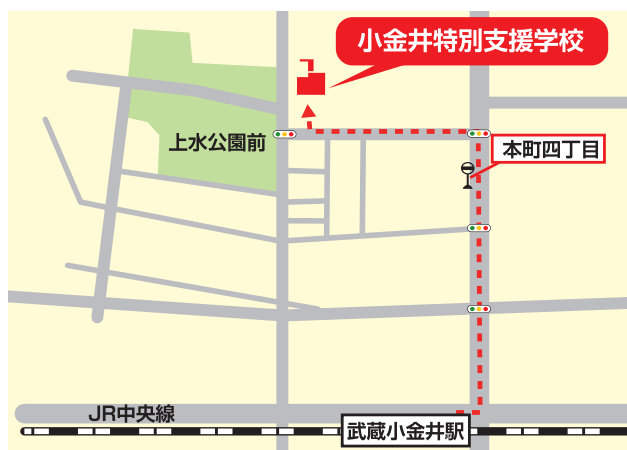 小金井特別支援学校
上水公園前
本町四丁目
JR中央線
武蔵小金井駅